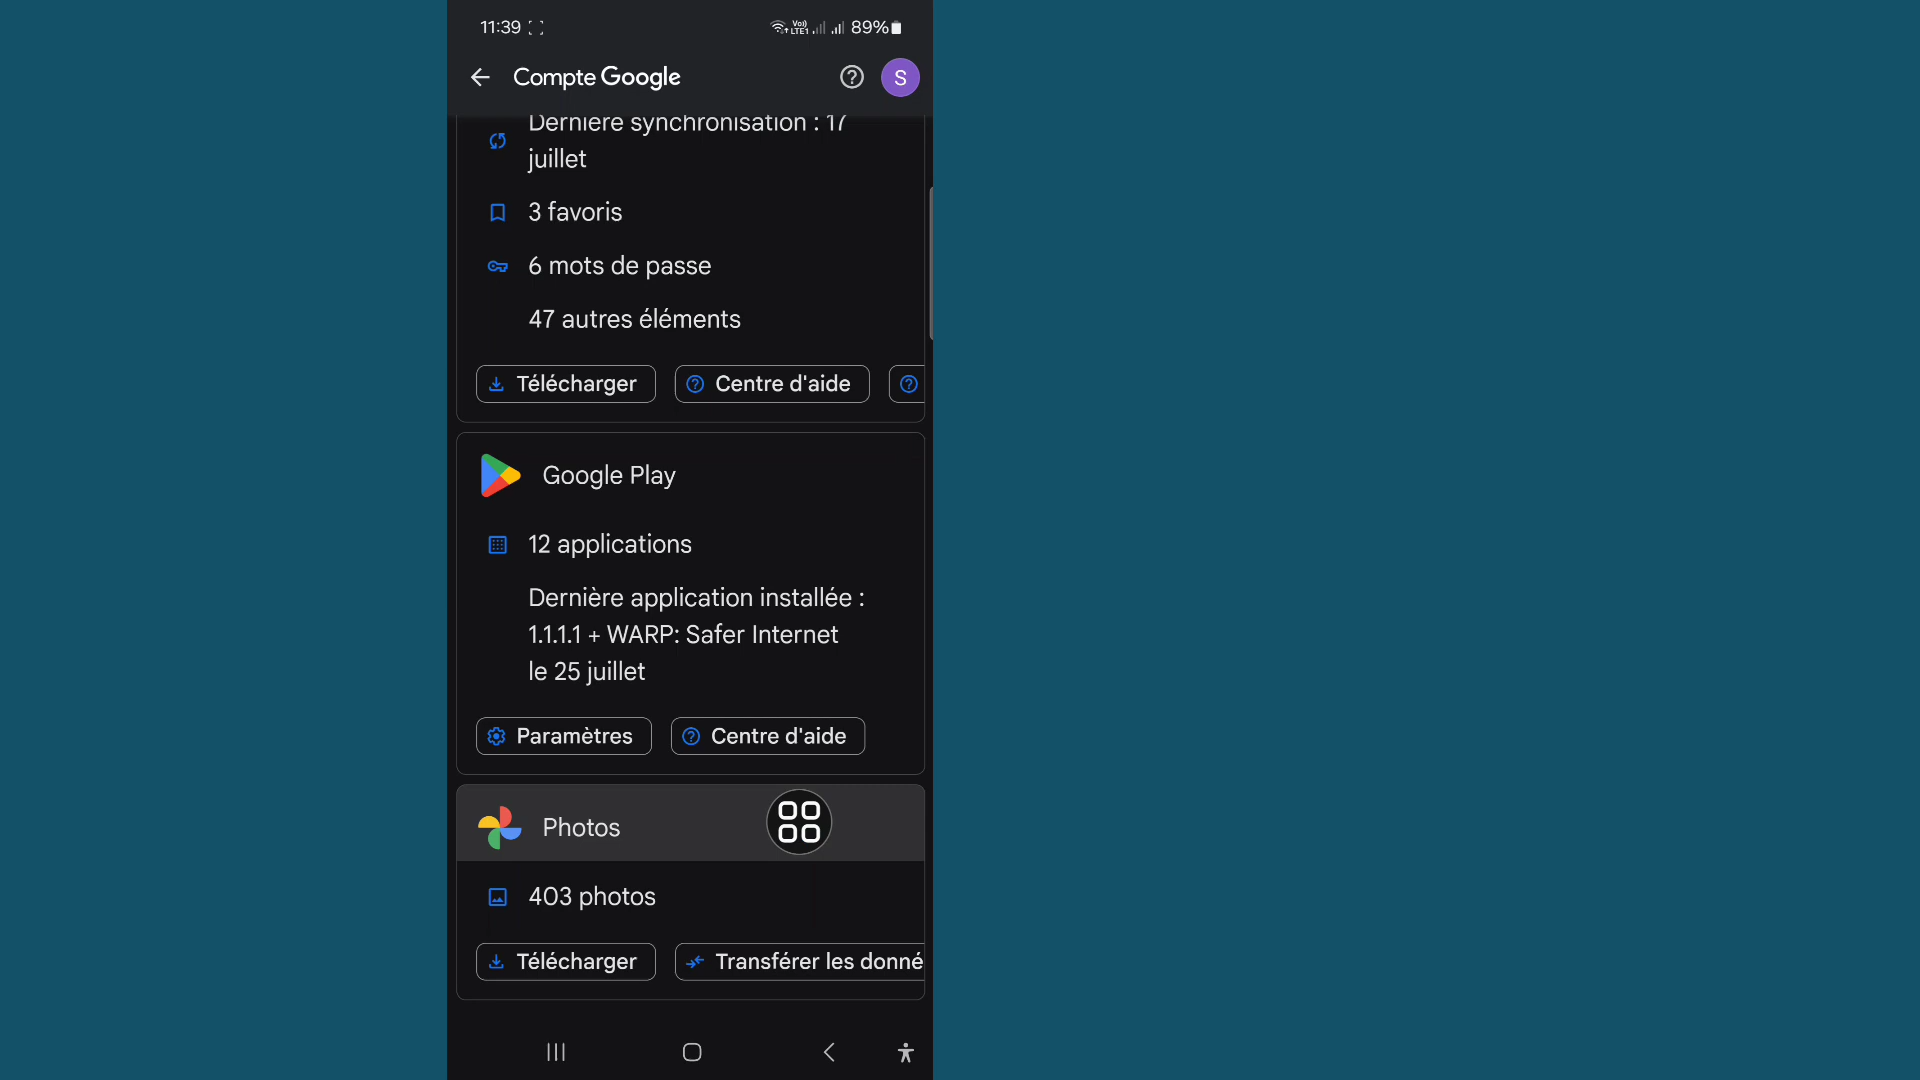 11:39
Vo)) LTE1 89%
Compte Google
S
Dernière synchronisation : 17
juillet
3 favoris
6 mots de passe
47 autres éléments
Télécharger Centre d'aide
Google Play
12 applications
Dernière application installée :
1.1.1.1 + WARP: Safer Internet
le 25 juillet
Paramètres Centre d'aide
Photos
403 photos
Télécharger Transférer les donné